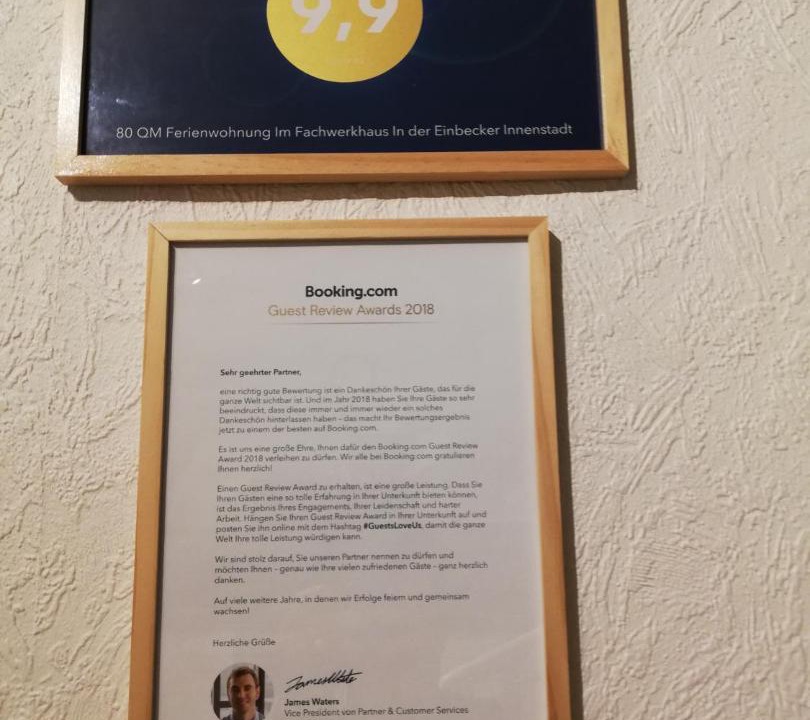 9,9
80 QM Ferienwohnung Im Fachwerkhaus In der Einbecker Innenstadt
Booking.com
Guest Review Awards 2018
Sehr geehrter Partner,
eine richtig gute Bewertung ist ein Dankeschön Ihrer Gäste, das für die
ganze Welt sichtbar ist. Und im Jahr 2018 haben Sie Ihre Gäste so sehr
beeindruckt, dass diese immer und immer wieder ein solches
Dankeschön hinterlassen haben – das macht Ihr Bewertungsergebnis
jetzt zu einem der besten auf Booking.com.
Es ist uns eine große Ehre, Ihnen dafür den Booking.com Guest Review
Award 2018 verleihen zu dürfen. Wir alle bei Booking.com gratulieren
Ihnen herzlich!
Einen Guest Review Award zu erhalten, ist eine große Leistung. Dass Sie
Ihren Gästen eine so tolle Erfahrung in Ihrer Unterkunft bieten können,
ist das Ergebnis Ihres Engagements, Ihrer Leidenschaft und harter
Arbeit. Hängen Sie Ihren Guest Review Award in Ihrer Unterkunft auf und
posten Sie ihn online mit dem Hashtag #GuestsLoveUs, damit die ganze
Welt Ihre tolle Leistung würdigen kann.
Wir sind stolz darauf, Sie unseren Partner nennen zu dürfen und
möchten Ihnen – genau wie Ihre vielen zufriedenen Gäste – ganz herzlich
danken.
Auf viele weitere Jahre, in denen wir Erfolge feiern und gemeinsam
wachsen!
Herzliche Grüße
James Waters
Vice President von Partner & Customer Services